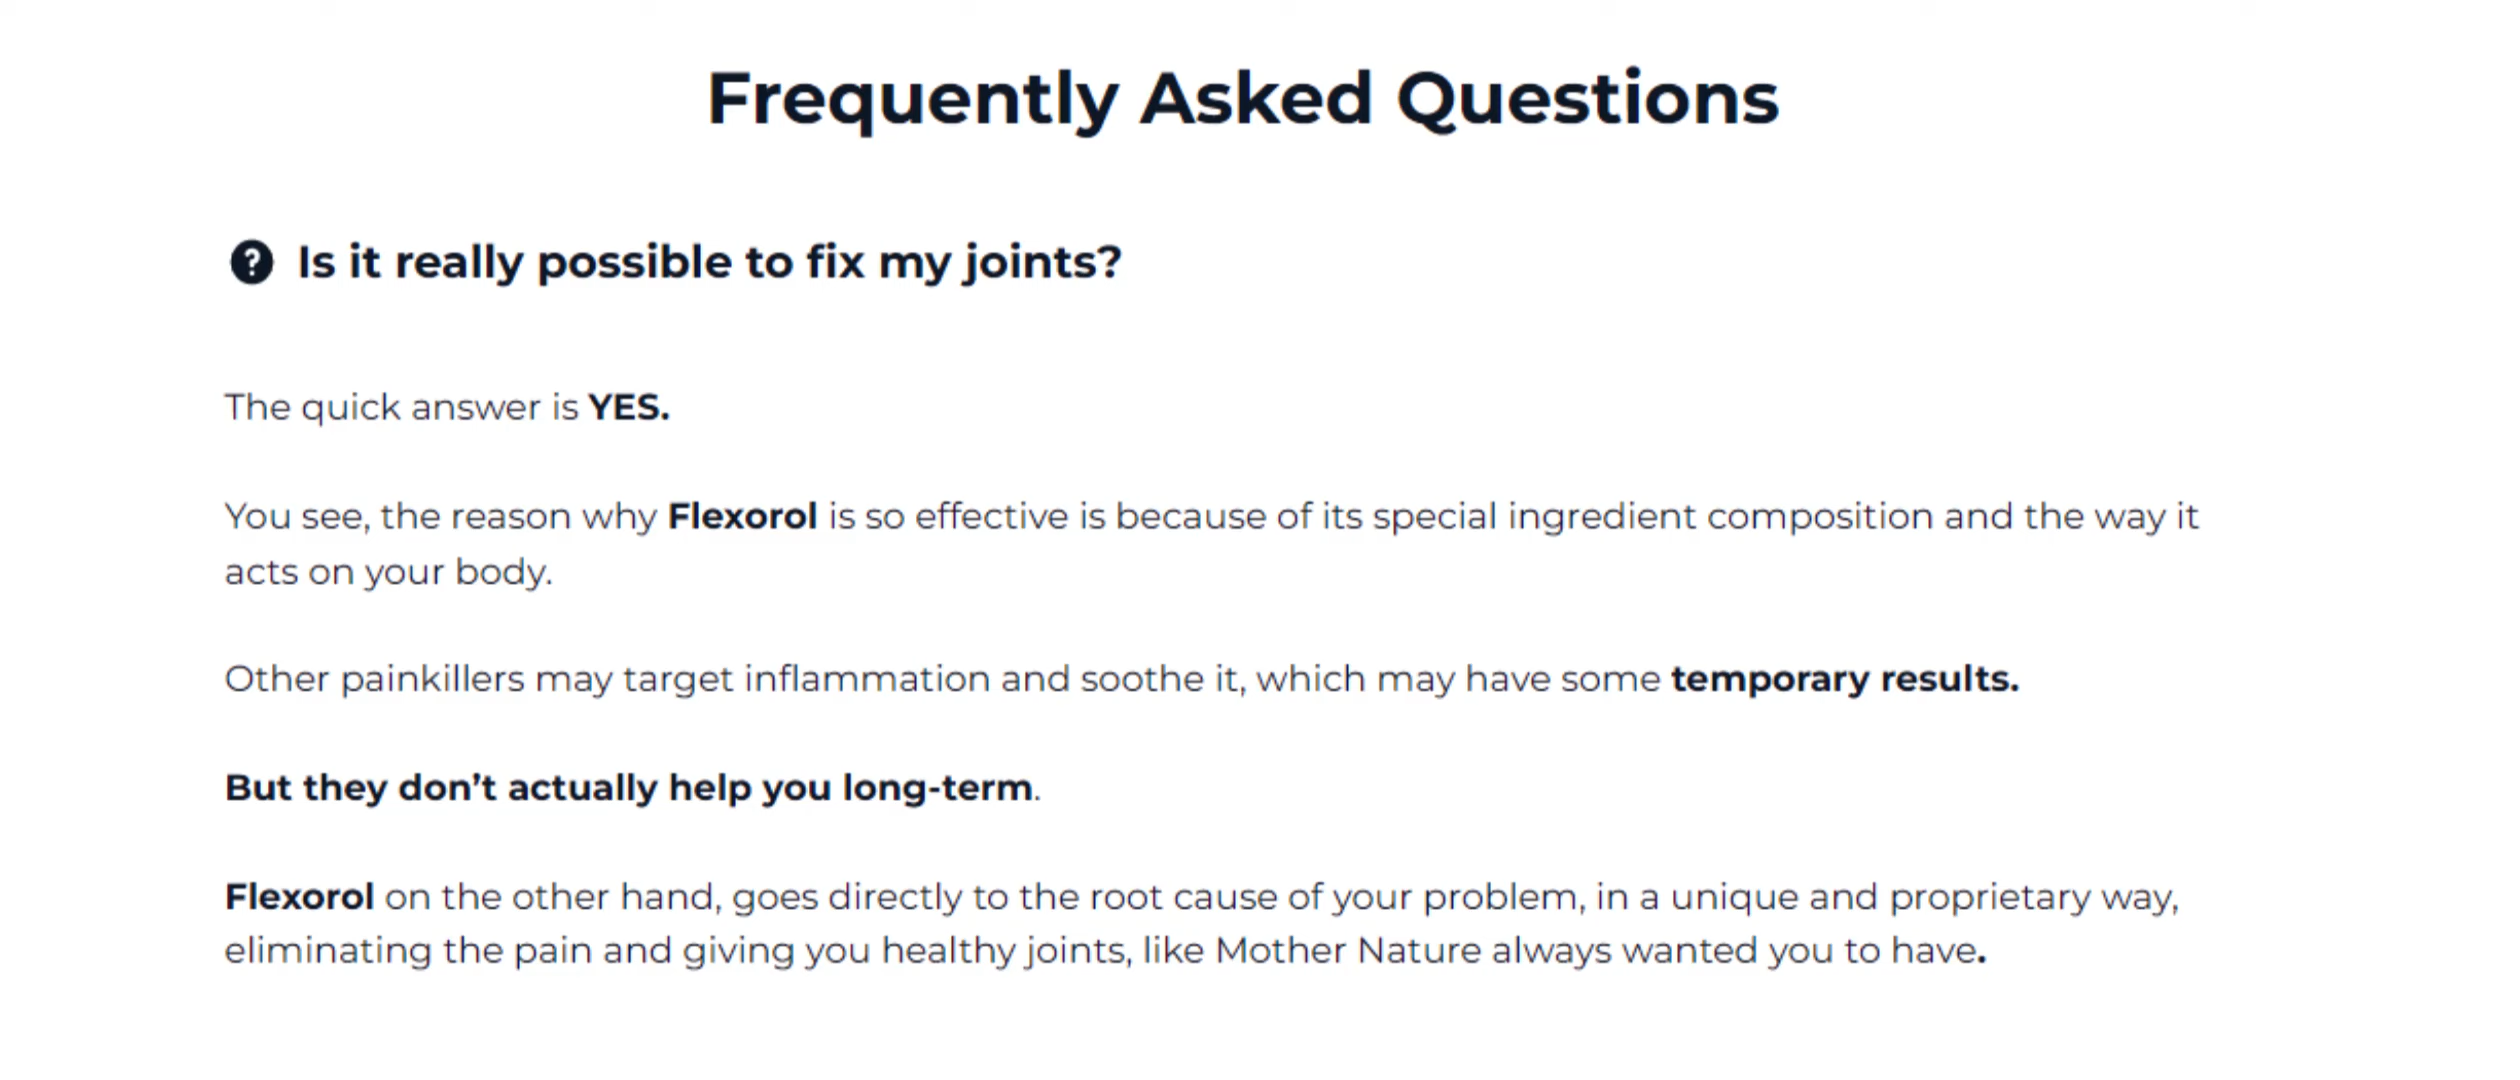 Frequently Asked Questions
Is it really possible to fix my joints?
The quick answer is YES.
You see, the reason why Flexorol is so effective is because of its special ingredient composition and the way it
acts on your body.
Other painkillers may target inflammation and soothe it, which may have some temporary results.
But they don’t actually help you long-term.
Flexorol on the other hand, goes directly to the root cause of your problem, in a unique and proprietary way,
eliminating the pain and giving you healthy joints, like Mother Nature always wanted you to have.